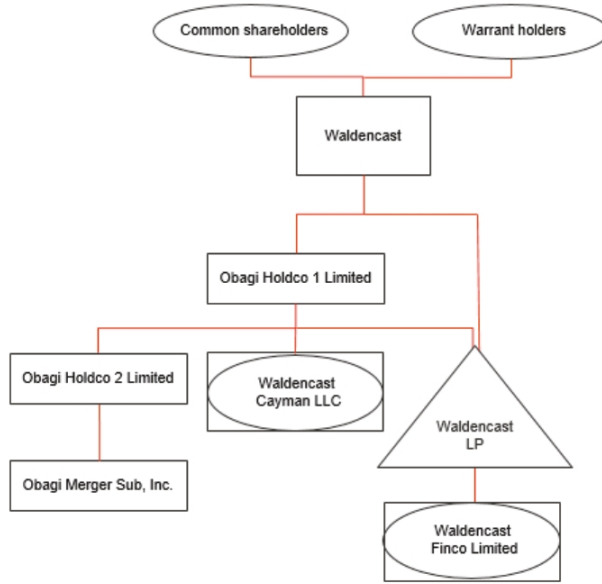 Common shareholders
Warrant holders
Waldencast
Obagi Holdco 1 Limited
Obagi Holdco 2 Limited
Waldencast
Cayman LLC
Waldencast
LP
Obagi Merger Sub, Inc.
Waldencast
Finco Limited